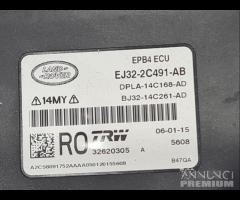 LAND ROVER
EPB4 ECU
EJ32-2C491-AB
DPLA-14C168-AD
BJ32-14C261-AD
14MY
RO TRW 06-01-15
32620305 A 5608
B47QA
ANNUNCI
PREMIUM